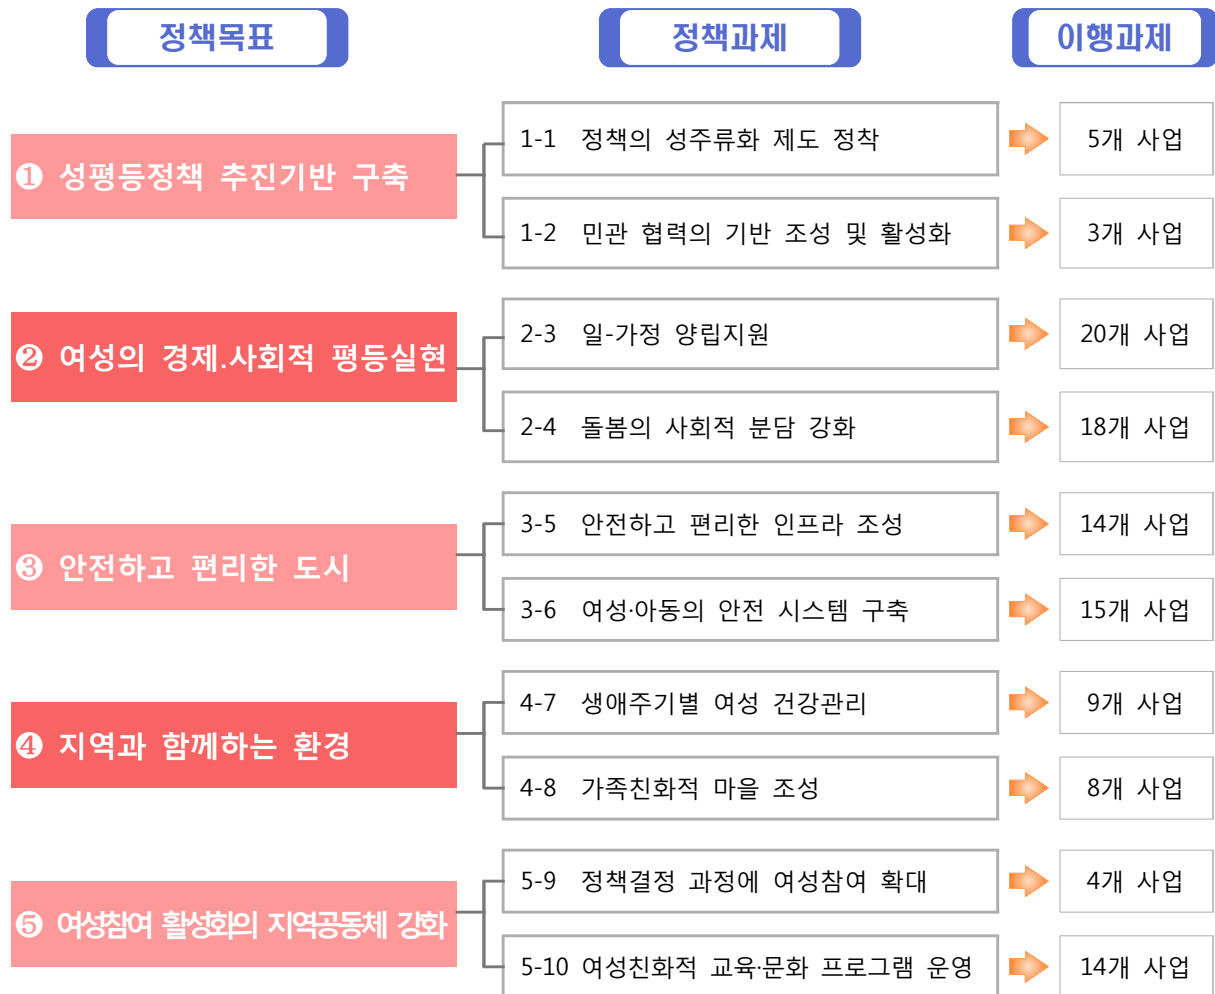 정책목표 정책과제 이행과제
1-1 정책의 성주류화 제도 정착 5개 사업
❶ 성평등정책 추진기반 구축
1-2 민관 협력의 기반 조성 및 활성화 3개 사업
2-3 일-가정 양립지원 20개 사업
❷ 여성의 경제.사회적 평등실현
2-4 돌봄의 사회적 분담 강화 18개 사업
3-5 안전하고 편리한 인프라 조성 14개 사업
❸ 안전하고 편리한 도시
3-6 여성·아동의 안전 시스템 구축 15개 사업
4-7 생애주기별 여성 건강관리 9개 사업
❹ 지역과 함께하는 환경
4-8 가족친화적 마을 조성 8개 사업
5-9 정책결정 과정에 여성참여 확대 4개 사업
❺ 여성참여 활성화의 지역공동체 강화
5-10 여성친화적 교육·문화 프로그램 운영 14개 사업